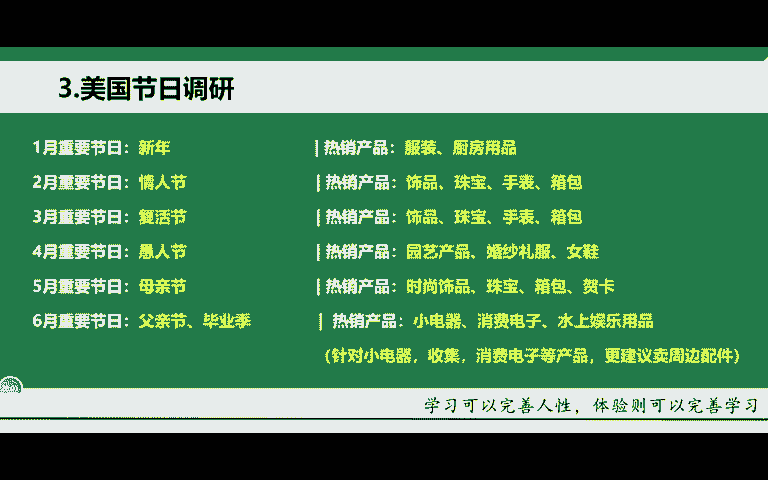 3.美国节日调研
1月重要节日：新年 | 热销产品：服装、厨房用品
2月重要节日：情人节 | 热销产品：饰品、珠宝、手表、箱包
3月重要节日：复活节 | 热销产品：饰品、珠宝、手表、箱包
4月重要节日：愚人节 | 热销产品：园艺产品、婚纱礼服、女鞋
5月重要节日：母亲节 | 热销产品：时尚饰品、珠宝、箱包、贺卡
6月重要节日：父亲节、毕业季 | 热销产品：小电器、消费电子、水上娱乐用品
（针对小电器，收集，消费电子等产品，更建议卖周边配件）
学习可以完善人性，体验则可以完善学习